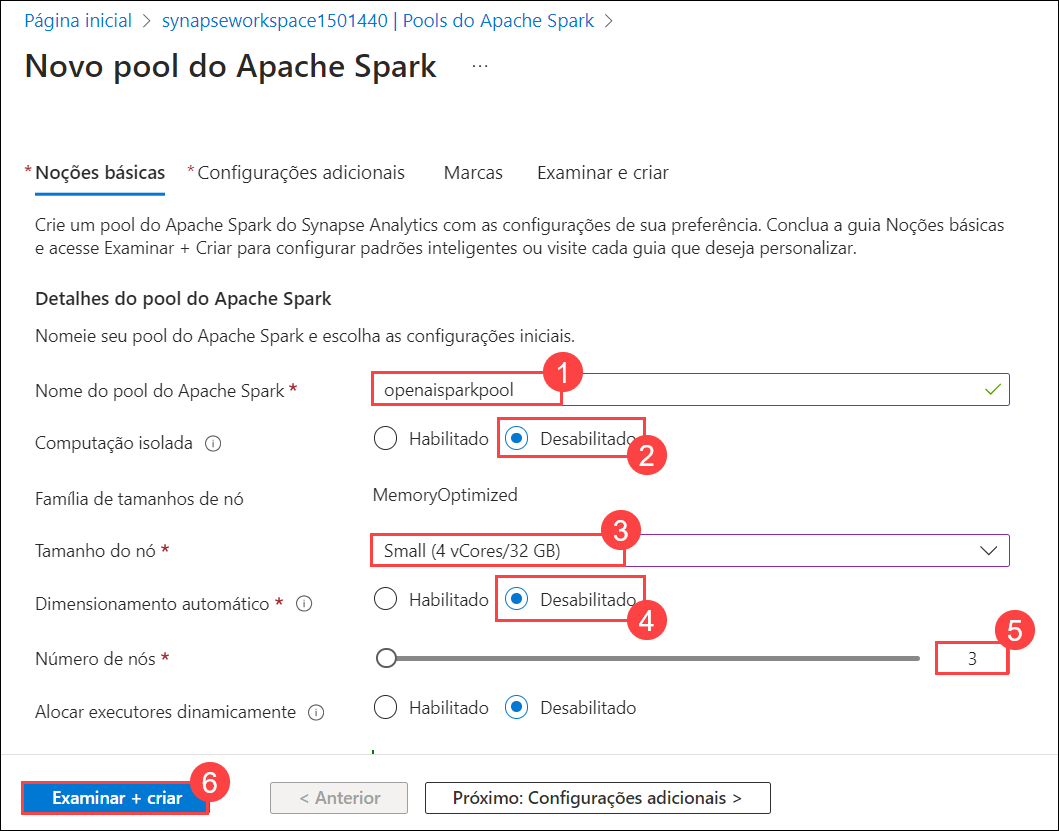 Página inicial > synapseworkspace1501440 | Pools do Apache Spark >
Novo pool do Apache Spark ...
* Noções básicas * Configurações adicionais Marcas Examinar e criar
Crie um pool do Apache Spark do Synapse Analytics com as configurações de sua preferência. Conclua a guia Noções básicas
e acesse Examinar + Criar para configurar padrões inteligentes ou visite cada guia que deseja personalizar.
Detalhes do pool do Apache Spark
Nomeie seu pool do Apache Spark e escolha as configurações iniciais.
1
Nome do pool do Apache Spark * openaisparkpool
Computação isolada Habilitado Desabilitado
2
Família de tamanhos de nó MemoryOptimized
3
Tamanho do nó * Small (4 vCores/32 GB)
Dimensionamento automático * Habilitado Desabilitado
4
5
Número de nós * 3
Alocar executores dinamicamente Habilitado Desabilitado
6
Examinar + criar < Anterior Próximo: Configurações adicionais >